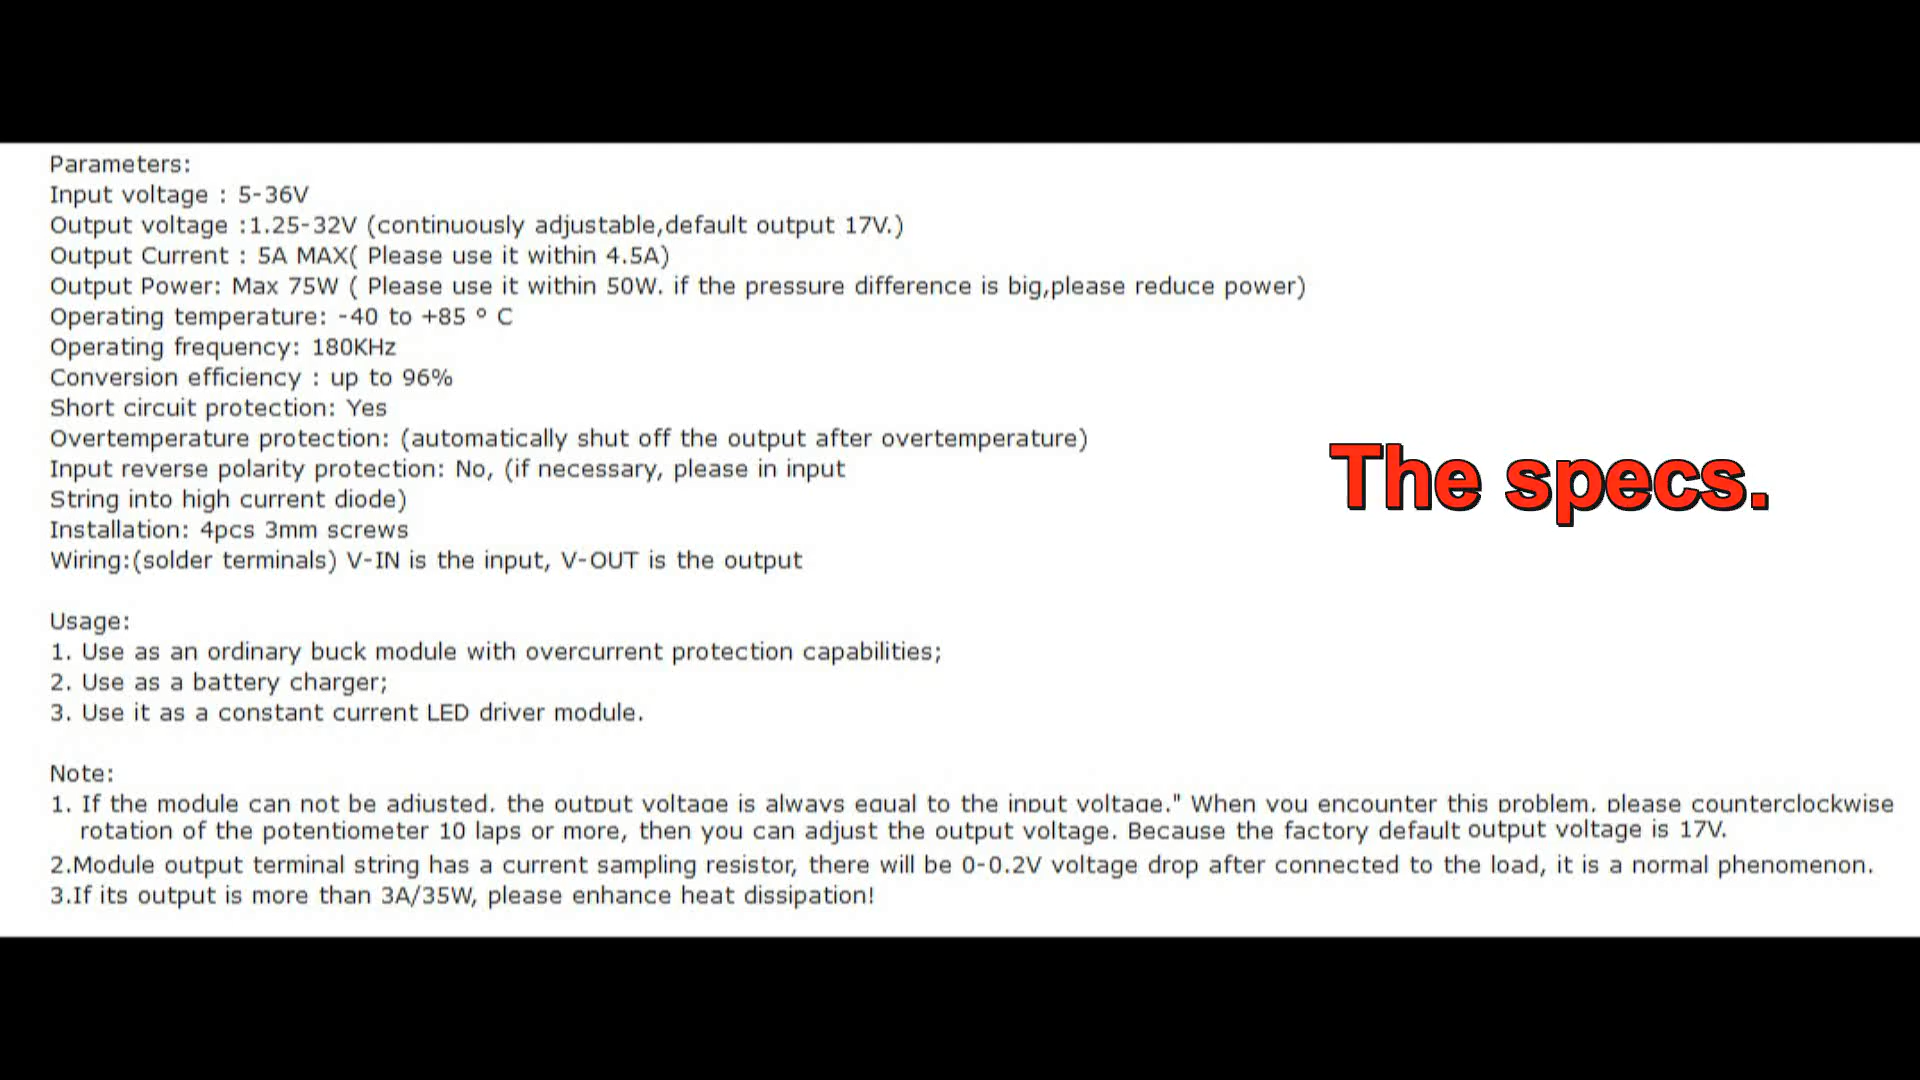 Parameters:
Input voltage : 5-36V
Output voltage :1.25-32V (continuously adjustable,default output 17V.)
Output Current : 5A MAX( Please use it within 4.5A)
Output Power: Max 75W ( Please use it within 50W. if the pressure difference is big,please reduce power)
Operating temperature: -40 to +85 ° C
Operating frequency: 180KHz
Conversion efficiency : up to 96%
Short circuit protection: Yes
Overtemperature protection: (automatically shut off the output after overtemperature)
Input reverse polarity protection: No, (if necessary, please in input
String into high current diode)
Installation: 4pcs 3mm screws
Wiring:(solder terminals) V-IN is the input, V-OUT is the output
The specs.
Usage:
1. Use as an ordinary buck module with overcurrent protection capabilities;
2. Use as a battery charger;
3. Use it as a constant current LED driver module.
Note:
1. If the module can not be adjusted, the output voltage is always equal to the input voltage." When you encounter this problem, please counterclockwise
rotation of the potentiometer 10 laps or more, then you can adjust the output voltage. Because the factory default output voltage is 17V.
2.Module output terminal string has a current sampling resistor, there will be 0-0.2V voltage drop after connected to the load, it is a normal phenomenon.
3.If its output is more than 3A/35W, please enhance heat dissipation!